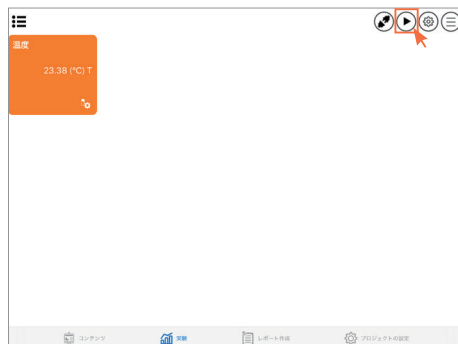 温度
23.38 (°C) T
コンテンツ
実験
レポート作成
プロジェクトの設定